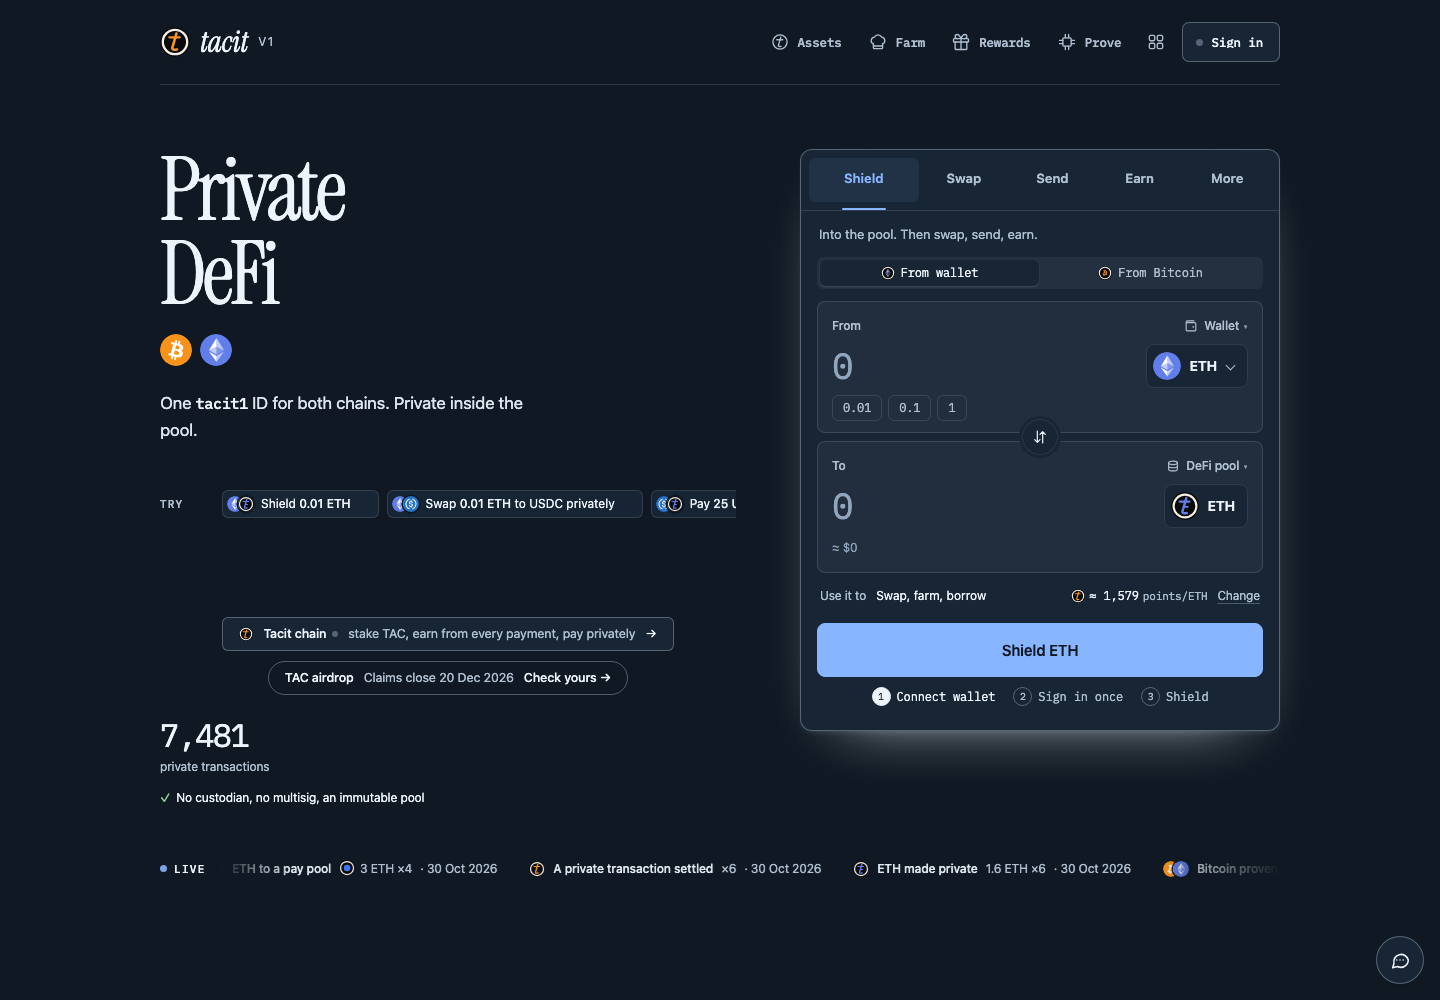 tacit V1
Assets
Farm
Rewards
Prove
Sign in
Private
DeFi
One tacit1 ID for both chains. Private inside the
pool.
TRY
Shield 0.01 ETH
Swap 0.01 ETH to USDC privately
Pay 25
Tacit chain stake TAC, earn from every payment, pay privately →
TAC airdrop Claims close 20 Dec 2026 Check yours →
7,481
private transactions
✓ No custodian, no multisig, an immutable pool
Shield
Swap
Send
Earn
More
Into the pool. Then swap, send, earn.
From wallet
From Bitcoin
From
Wallet
0
ETH
0.01
0.1
1
To
DeFi pool
0
ETH
≈ $0
Use it to Swap, farm, borrow
≈ 1,579 points/ETH Change
Shield ETH
1 Connect wallet
2 Sign in once
3 Shield
LIVE
ETH to a pay pool 3 ETH ×4 · 30 Oct 2026
A private transaction settled ×6 · 30 Oct 2026
ETH made private 1.6 ETH ×6 · 30 Oct 2026
Bitcoin proven